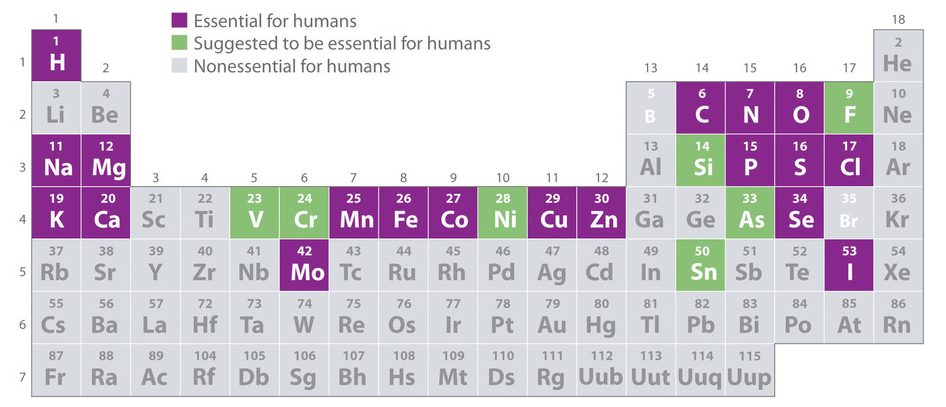 1
18
Essential for humans
Suggested to be essential for humans
Nonessential for humans
1
1
H
2
13
14
15
16
17
2
He
2
3
Li
4
Be
5
B
6
C
7
N
8
O
9
F
10
Ne
3
11
Na
12
Mg
3
4
5
6
7
8
9
10
11
12
13
Al
14
Si
15
P
16
S
17
Cl
18
Ar
4
19
K
20
Ca
21
Sc
22
Ti
23
V
24
Cr
25
Mn
26
Fe
27
Co
28
Ni
29
Cu
30
Zn
31
Ga
32
Ge
33
As
34
Se
35
Br
36
Kr
5
37
Rb
38
Sr
39
Y
40
Zr
41
Nb
42
Mo
43
Tc
44
Ru
45
Rh
46
Pd
47
Ag
48
Cd
49
In
50
Sn
51
Sb
52
Te
53
I
54
Xe
6
55
Cs
56
Ba
57
La
72
Hf
73
Ta
74
W
75
Re
76
Os
77
Ir
78
Pt
79
Au
80
Hg
81
Tl
82
Pb
83
Bi
84
Po
85
At
86
Rn
7
87
Fr
88
Ra
89
Ac
104
Rf
105
Db
106
Sg
107
Bh
108
Hs
109
Mt
110
Ds
111
Rg
112
Uub
113
Uut
114
Uuq
115
Uup